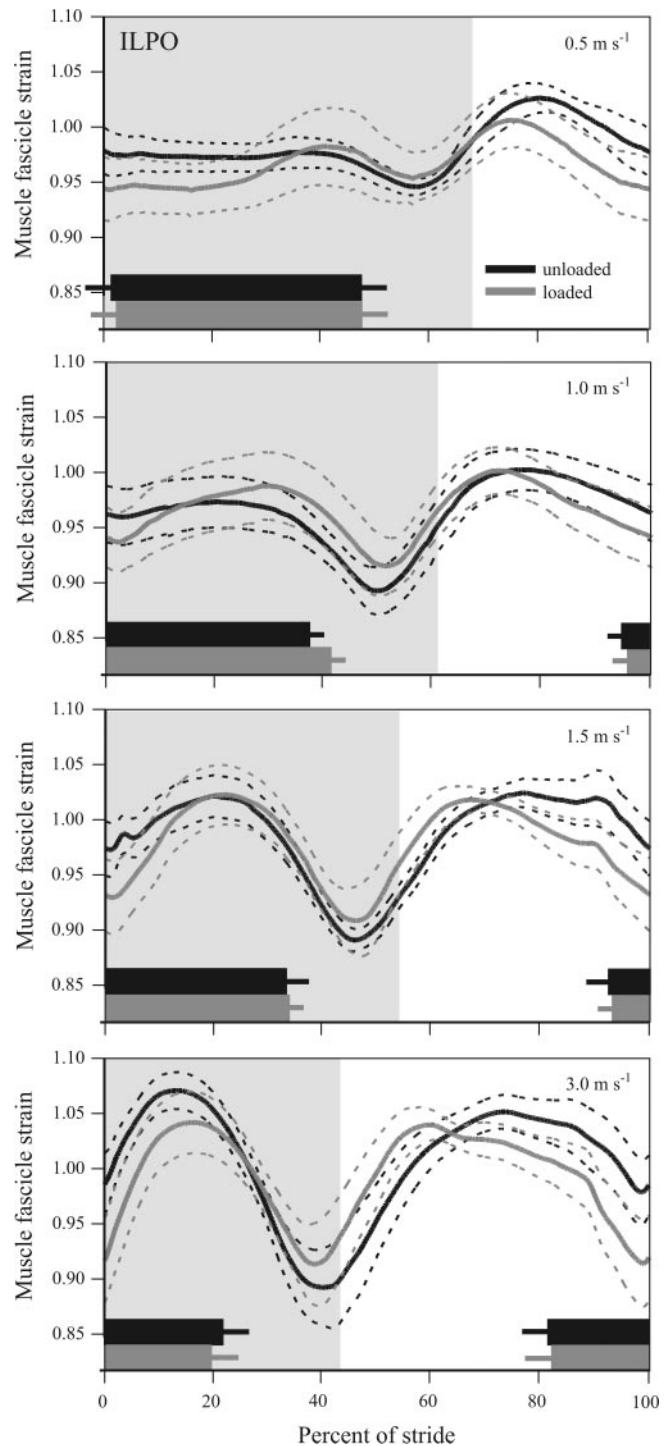 ILPO
0.5 m s⁻¹
Muscle fascicle strain
1.10
1.05
1.00
0.95
0.90
0.85
unloaded
loaded
1.0 m s⁻¹
Muscle fascicle strain
1.10
1.05
1.00
0.95
0.90
0.85
1.5 m s⁻¹
Muscle fascicle strain
1.10
1.05
1.00
0.95
0.90
0.85
3.0 m s⁻¹
Muscle fascicle strain
1.10
1.05
1.00
0.95
0.90
0.85
0 20 40 60 80 100
Percent of stride